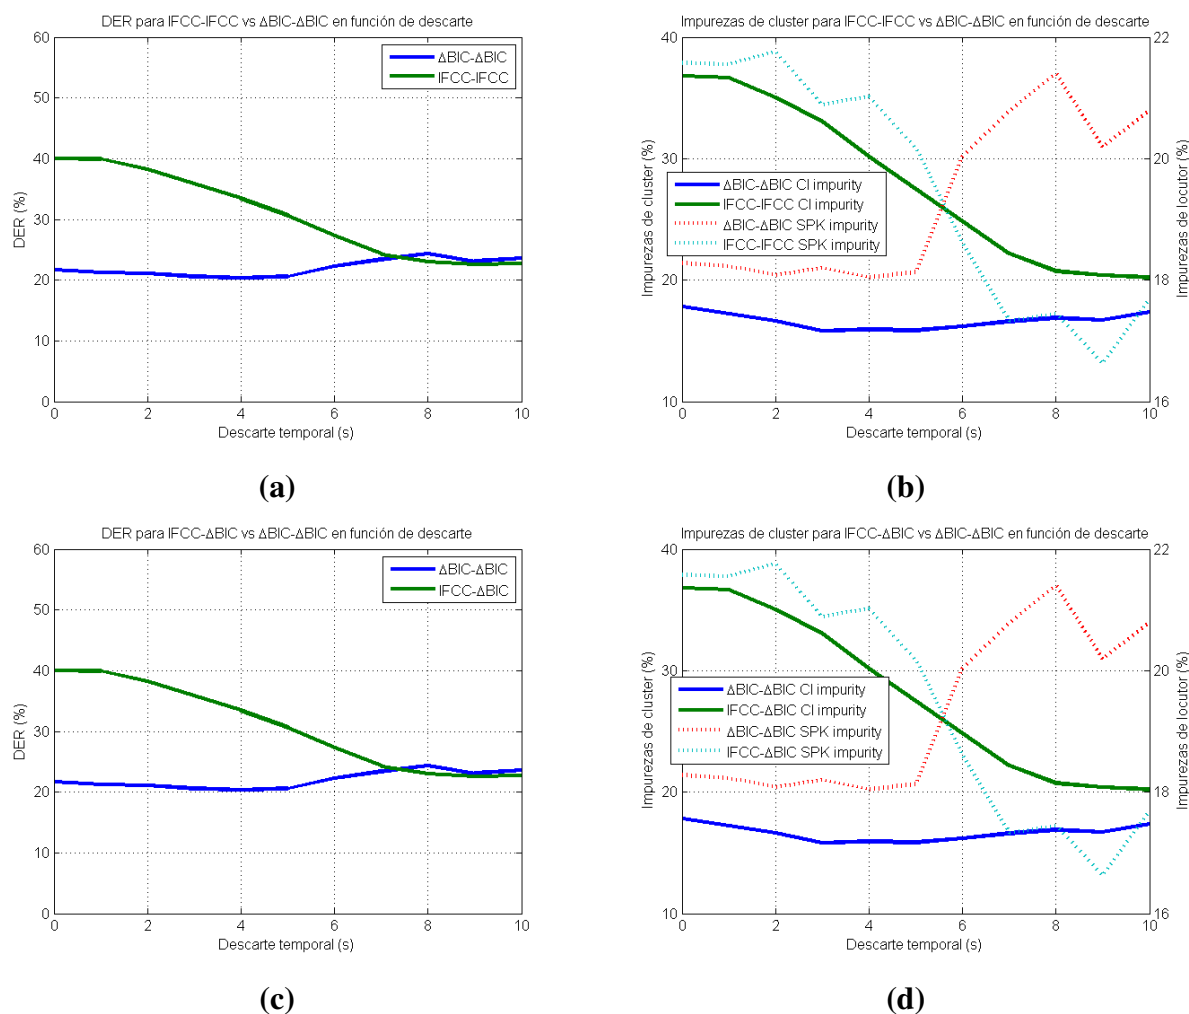 DER para IFCC-IFCC vs ΔBIC-ΔBIC en función de descarte
60
50
40
30
20
10
0
DER (%)
ΔBIC-ΔBIC
IFCC-IFCC
0 2 4 6 8 10
Descarte temporal (s)
(a)
Impurezas de cluster para IFCC-IFCC vs ΔBIC-ΔBIC en función de descarte
40
30
20
10
Impurezas de cluster (%)
22
20
18
16
Impurezas de locutor (%)
ΔBIC-ΔBIC CI impurity
IFCC-IFCC CI impurity
ΔBIC-ΔBIC SPK impurity
IFCC-IFCC SPK impurity
0 2 4 6 8 10
Descarte temporal (s)
(b)
DER para IFCC-ΔBIC vs ΔBIC-ΔBIC en función de descarte
60
50
40
30
20
10
0
DER (%)
ΔBIC-ΔBIC
IFCC-ΔBIC
0 2 4 6 8 10
Descarte temporal (s)
(c)
Impurezas de cluster para IFCC-ΔBIC vs ΔBIC-ΔBIC en función de descarte
40
30
20
10
Impurezas de cluster (%)
22
20
18
16
Impurezas de locutor (%)
ΔBIC-ΔBIC CI impurity
IFCC-ΔBIC CI impurity
ΔBIC-ΔBIC SPK impurity
IFCC-ΔBIC SPK impurity
0 2 4 6 8 10
Descarte temporal (s)
(d)